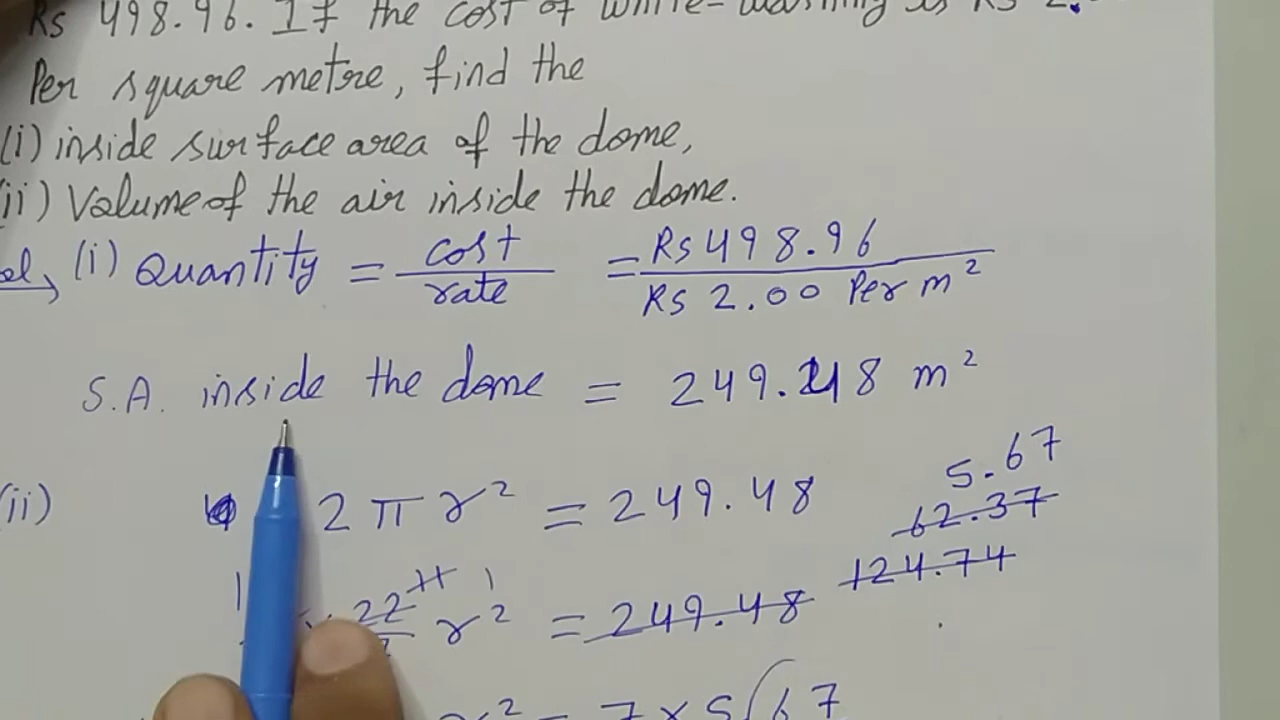 Rs 498.96. If the cost of white-washing is Rs 2.
Per square metre, find the
(i) inside surface area of the dome,
(ii) Volume of the air inside the dome.
Sol, (i) Quantity = cost / rate = Rs 498.96 / Rs 2.00 Per m²
S.A. inside the dome = 249.48 m²
5.67
62.37
124.74
(ii) 2πr² = 249.48
22 11 1 r² = 249.48
r² = 7 × 5.67